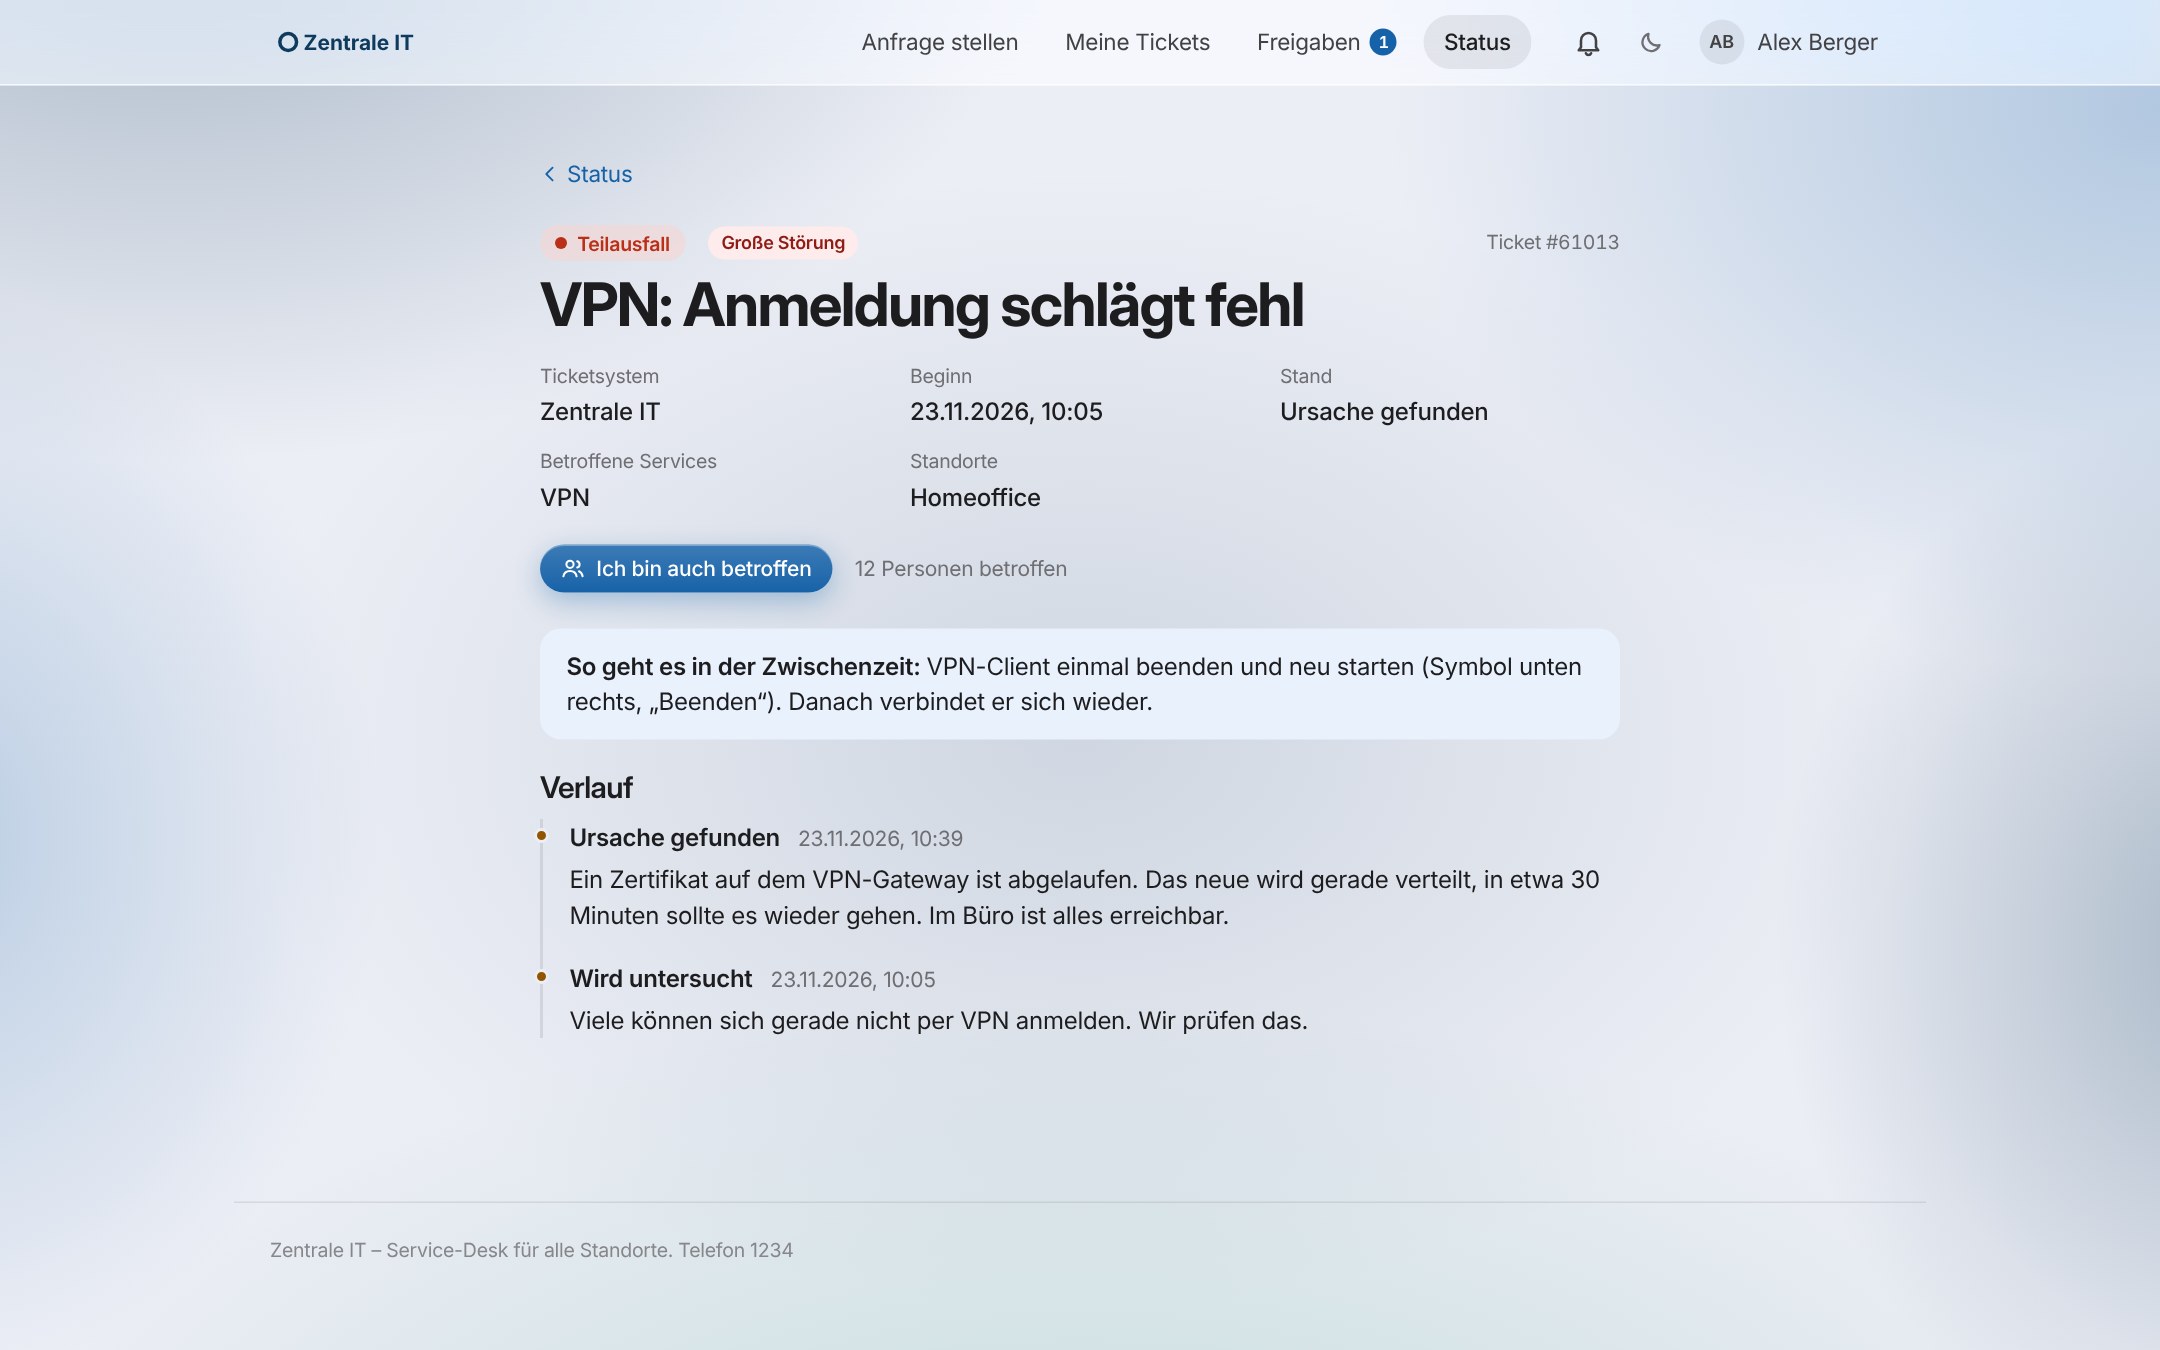 Zentrale IT
Anfrage stellen
Meine Tickets
Freigaben 1
Status
AB Alex Berger
Status
Teilausfall
Große Störung
Ticket #61013
VPN: Anmeldung schlägt fehl
Ticketsystem
Zentrale IT
Beginn
23.11.2026, 10:05
Stand
Ursache gefunden
Betroffene Services
VPN
Standorte
Homeoffice
Ich bin auch betroffen
12 Personen betroffen
So geht es in der Zwischenzeit: VPN-Client einmal beenden und neu starten (Symbol unten
rechts, „Beenden“). Danach verbindet er sich wieder.
Verlauf
Ursache gefunden 23.11.2026, 10:39
Ein Zertifikat auf dem VPN-Gateway ist abgelaufen. Das neue wird gerade verteilt, in etwa 30
Minuten sollte es wieder gehen. Im Büro ist alles erreichbar.
Wird untersucht 23.11.2026, 10:05
Viele können sich gerade nicht per VPN anmelden. Wir prüfen das.
Zentrale IT – Service-Desk für alle Standorte. Telefon 1234